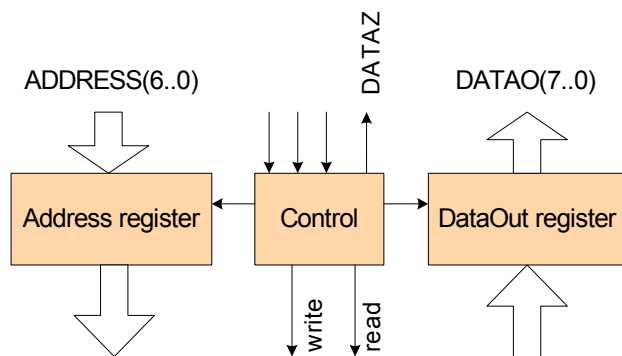 ADDRESS(6..0)
DATAZ
DATAO(7..0)
Address register
Control
DataOut register
write
read